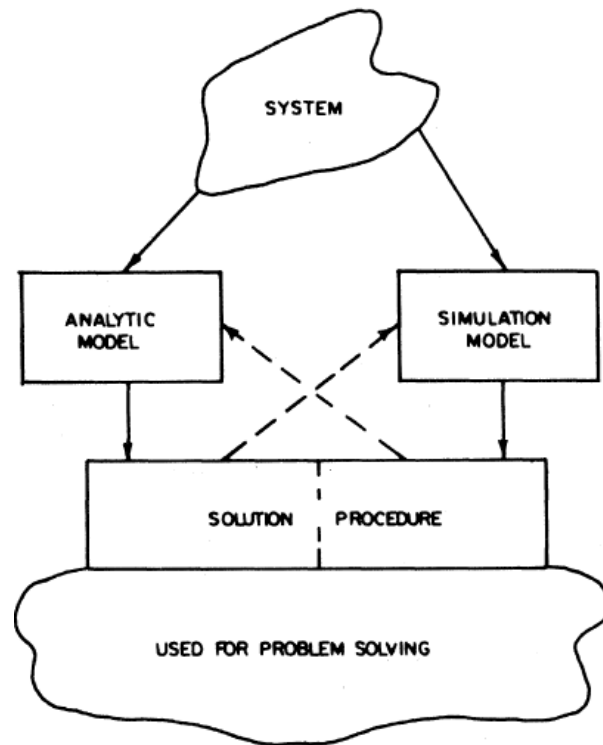 SYSTEM
ANALYTIC
MODEL
SIMULATION
MODEL
SOLUTION PROCEDURE
USED FOR PROBLEM SOLVING